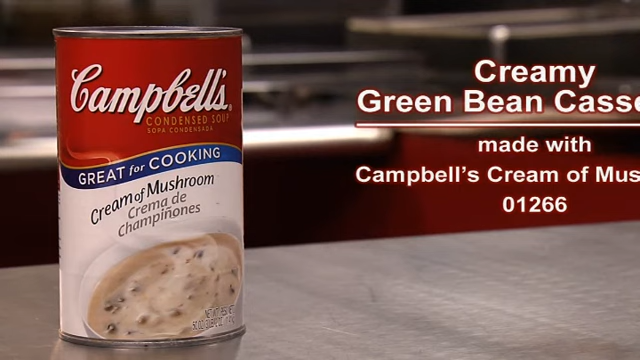 Campbell's
CONDENSED SOUP
SOPA CONDENSADA
GREAT for COOKING
Cream of Mushroom
Crema de
Champiñones
Creamy
Green Bean Casse
made with
Campbell's Cream of Mus
01266